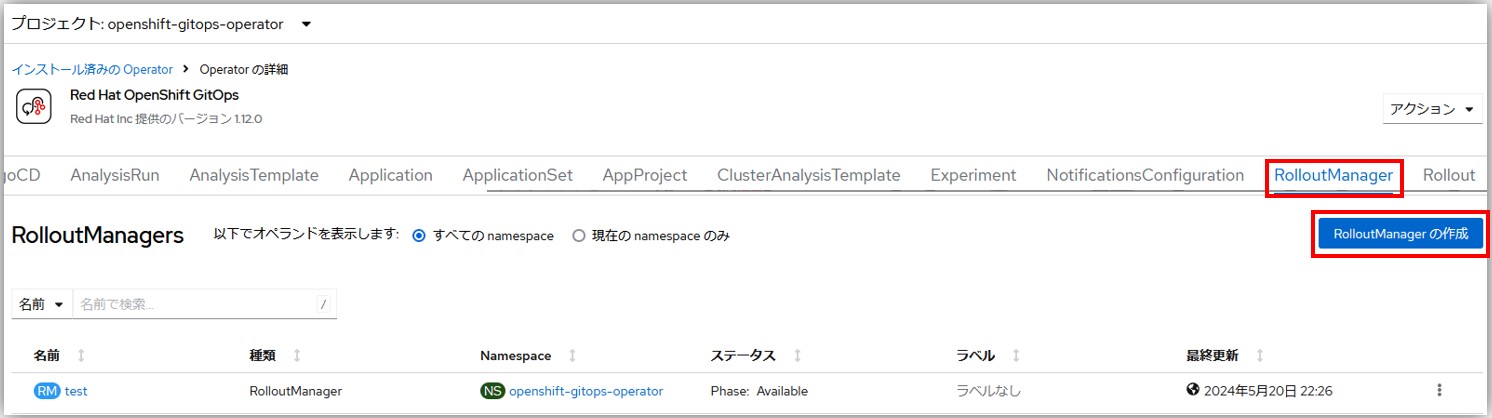 プロジェクト: openshift-gitops-operator
インストール済みの Operator > Operator の詳細
Red Hat OpenShift GitOps
Red Hat Inc 提供のバージョン 1.12.0
アクション
goCD AnalysisRun AnalysisTemplate Application ApplicationSet AppProject ClusterAnalysisTemplate Experiment NotificationsConfiguration RolloutManager Rollout
RolloutManagers 以下でオペランドを表示します: すべての namespace 現在の namespace のみ RolloutManager の作成
名前 名前で検索... /
名前 種類 Namespace ステータス ラベル 最終更新
RM test RolloutManager NS openshift-gitops-operator Phase: Available ラベルなし 2024年5月20日 22:26